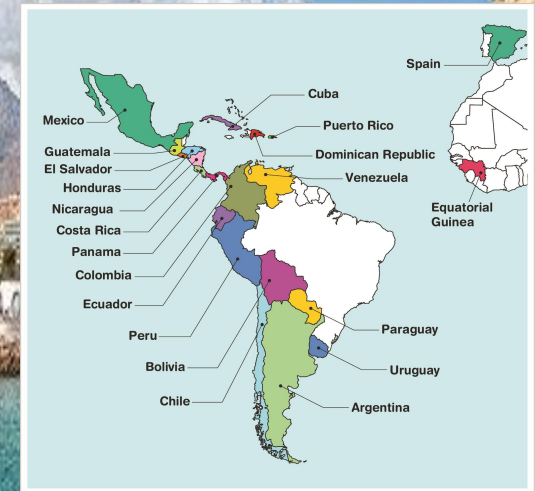 Mexico
Guatemala
El Salvador
Honduras
Nicaragua
Costa Rica
Panama
Colombia
Ecuador
Peru
Bolivia
Chile
Cuba
Puerto Rico
Dominican Republic
Venezuela
Paraguay
Uruguay
Argentina
Spain
Equatorial
Guinea